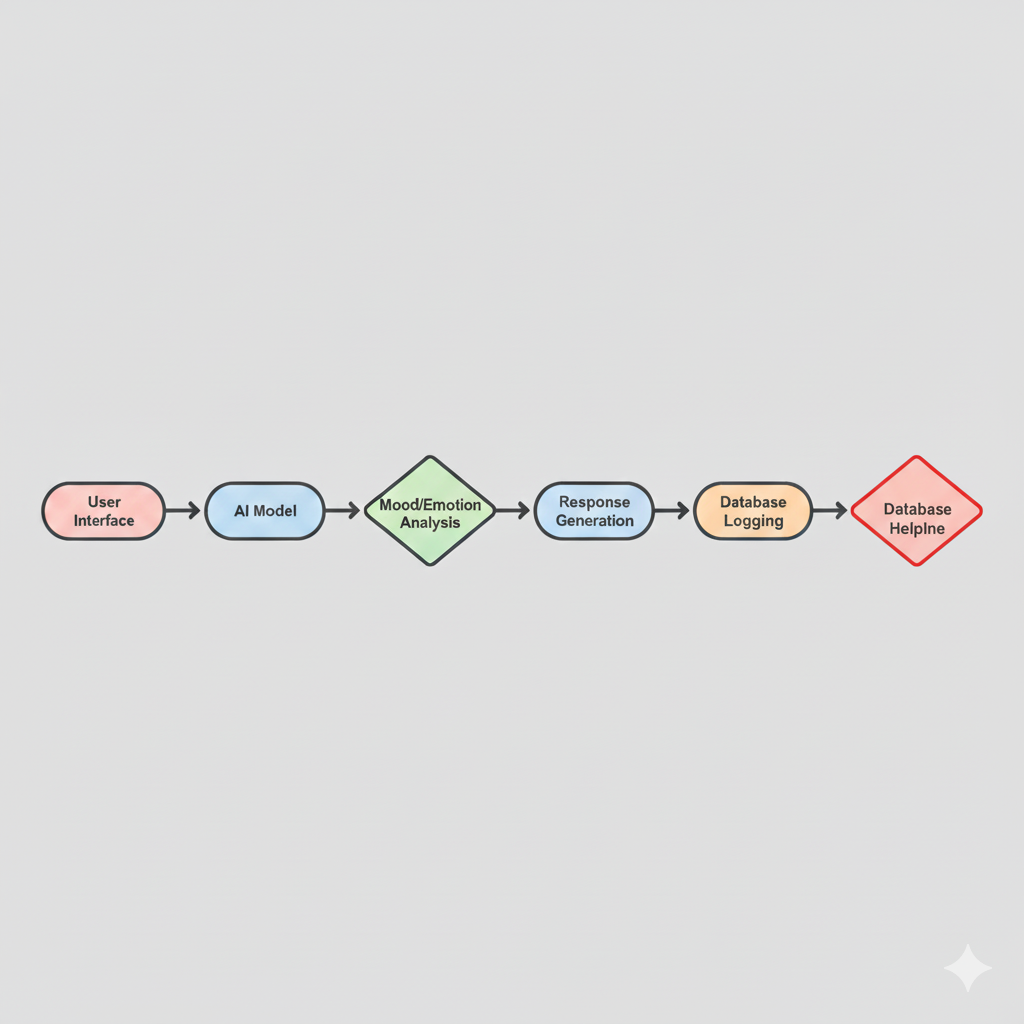 User
Interface
AI Model
Mood/Emotion
Analysis
Response
Generation
Database
Logging
Database
Helplne